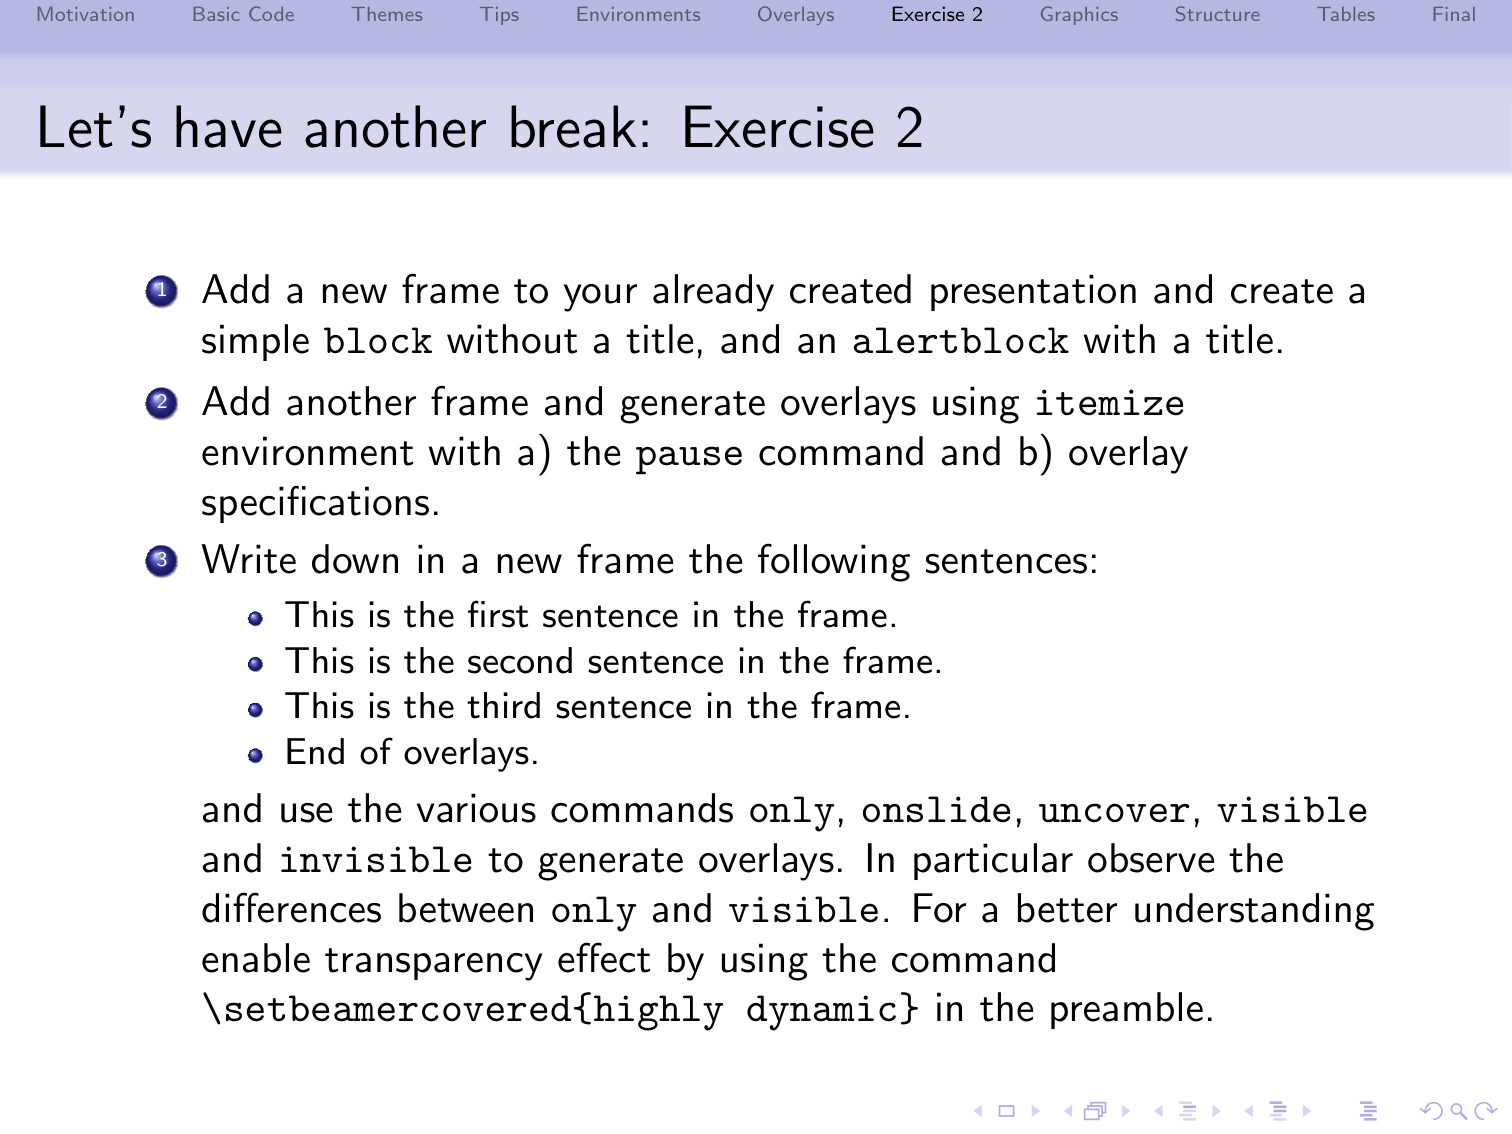 Motivation Basic Code Themes Tips Environments Overlays Exercise 2 Graphics Structure Tables Final
Let's have another break: Exercise 2
1 Add a new frame to your already created presentation and create a
simple block without a title, and an alertblock with a title.
2 Add another frame and generate overlays using itemize
environment with a) the pause command and b) overlay
specifications.
3 Write down in a new frame the following sentences:
This is the first sentence in the frame.
This is the second sentence in the frame.
This is the third sentence in the frame.
End of overlays.
and use the various commands only, onslide, uncover, visible
and invisible to generate overlays. In particular observe the
differences between only and visible. For a better understanding
enable transparency effect by using the command
\setbeamercovered{highly dynamic} in the preamble.